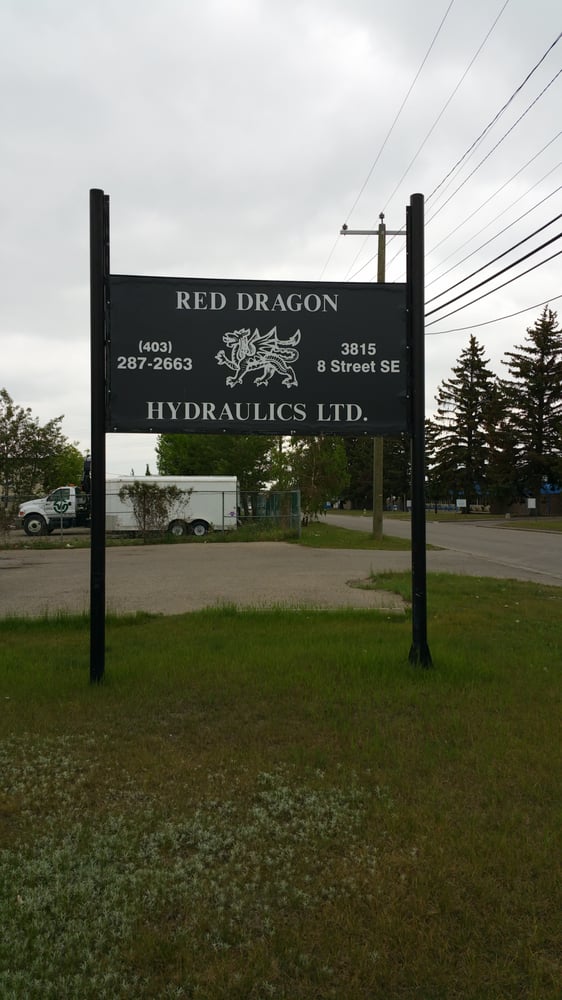 RED DRAGON
(403)
287-2663
3815
8 Street SE
HYDRAULICS LTD.